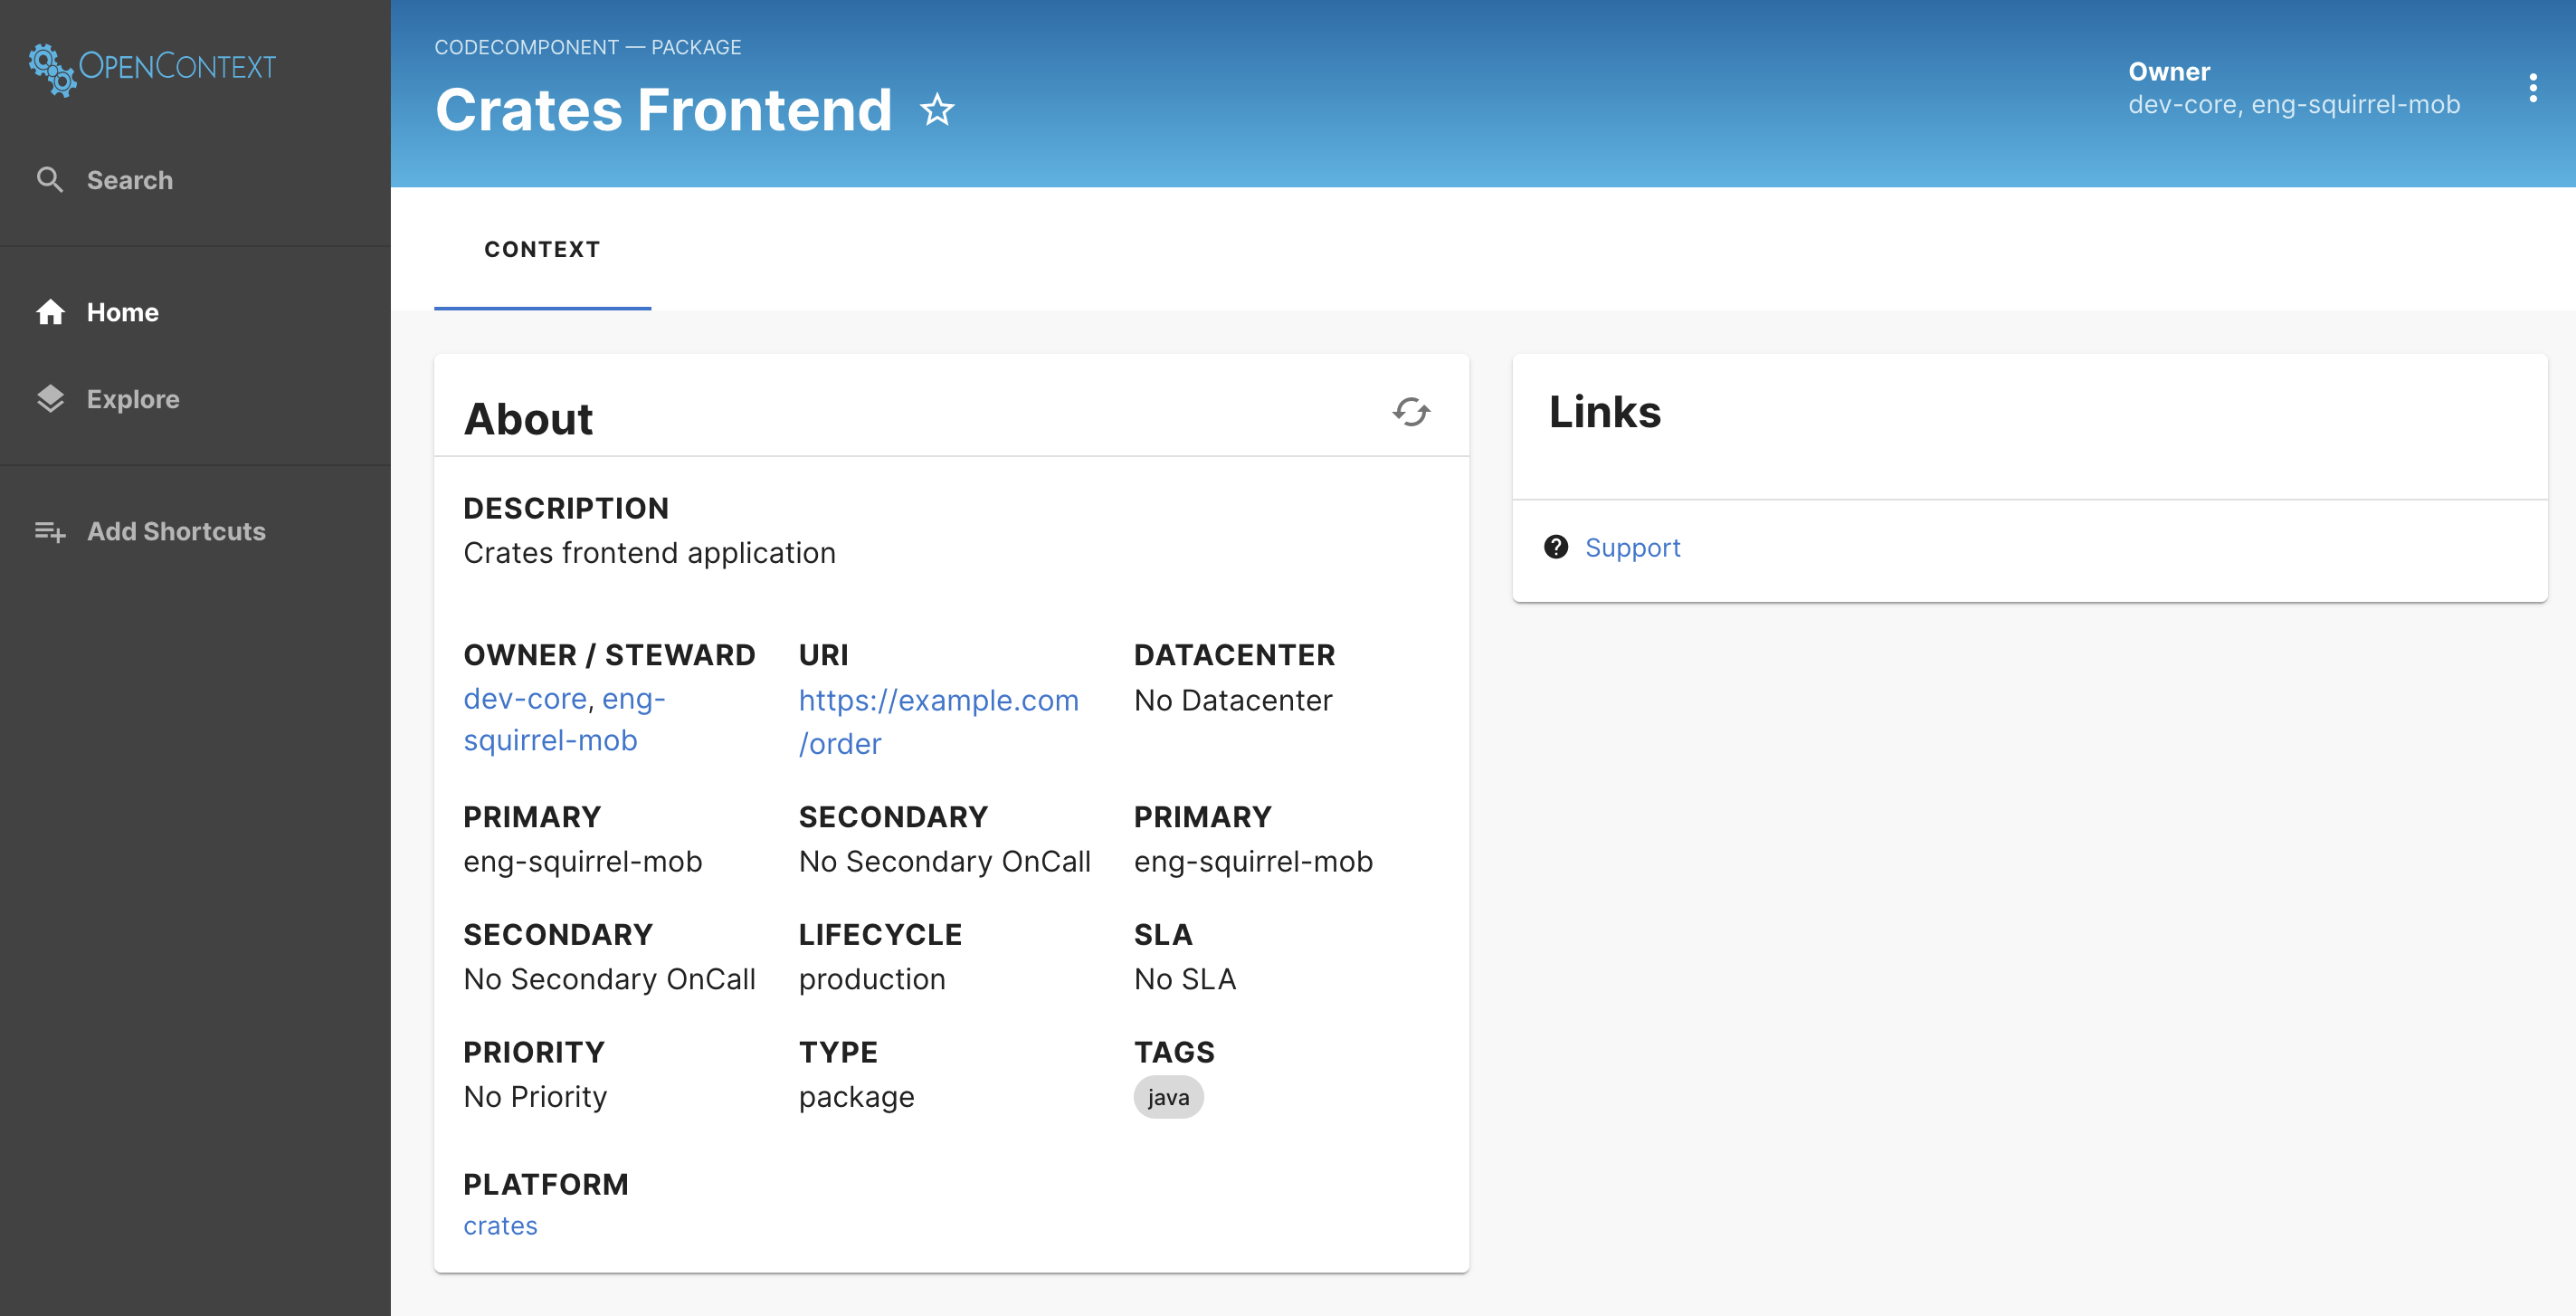 OPENCONTEXT
Search
Home
Explore
Add Shortcuts
CODECOMPONENT — PACKAGE
Crates Frontend
Owner
dev-core, eng-squirrel-mob
CONTEXT
About
DESCRIPTION
Crates frontend application
OWNER / STEWARD
dev-core, eng-
squirrel-mob
URI
https://example.com
/order
DATACENTER
No Datacenter
PRIMARY
eng-squirrel-mob
SECONDARY
No Secondary OnCall
PRIMARY
eng-squirrel-mob
SECONDARY
No Secondary OnCall
LIFECYCLE
production
SLA
No SLA
PRIORITY
No Priority
TYPE
package
TAGS
java
PLATFORM
crates
Links
Support